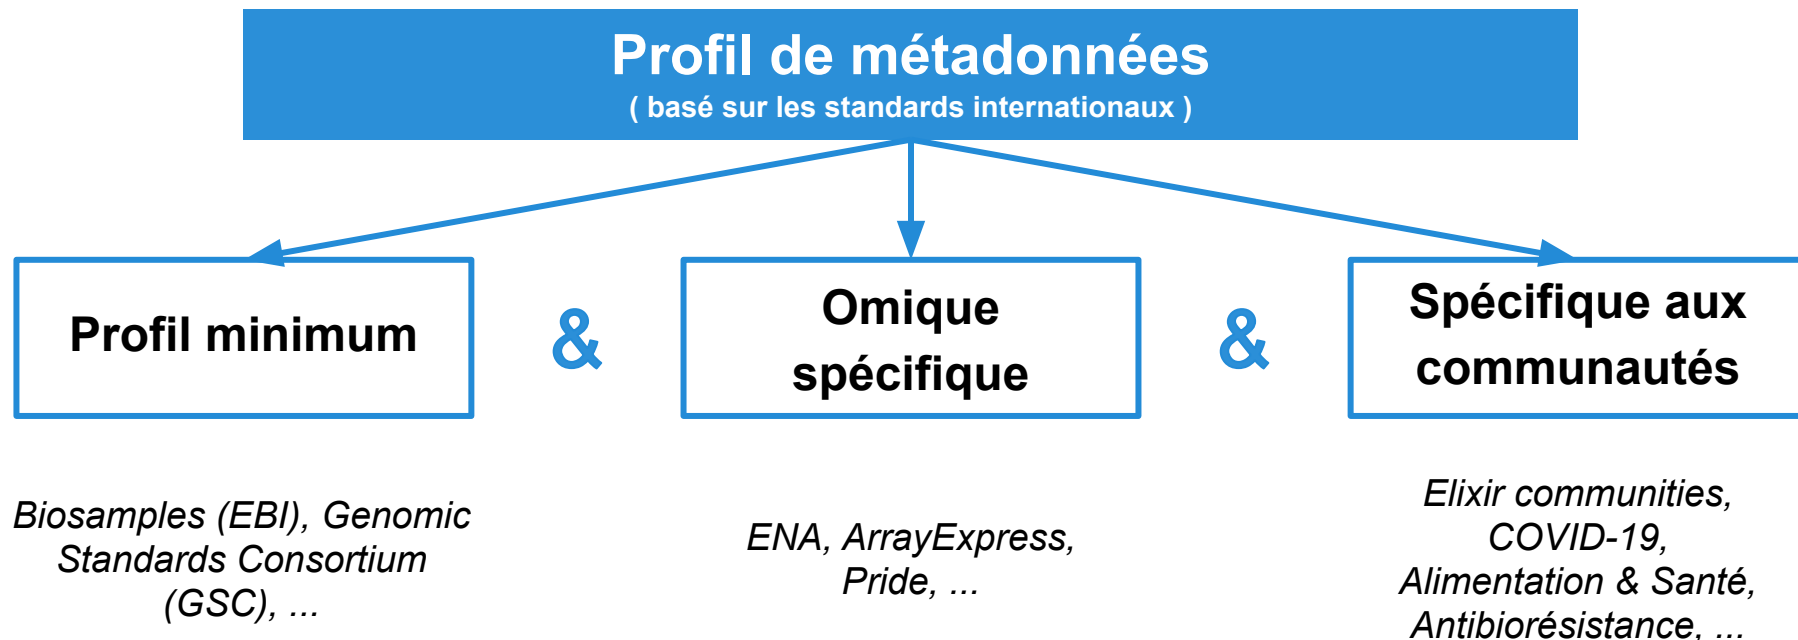 Profil de métadonnées
( basé sur les standards internationaux )
Profil minimum
&
Omique
spécifique
&
Spécifique aux
communautés
Biosamples (EBI), Genomic
Standards Consortium
(GSC), ...
ENA, ArrayExpress,
Pride, ...
Elixir communities,
COVID-19,
Alimentation & Santé,
Antibiorésistance, ...